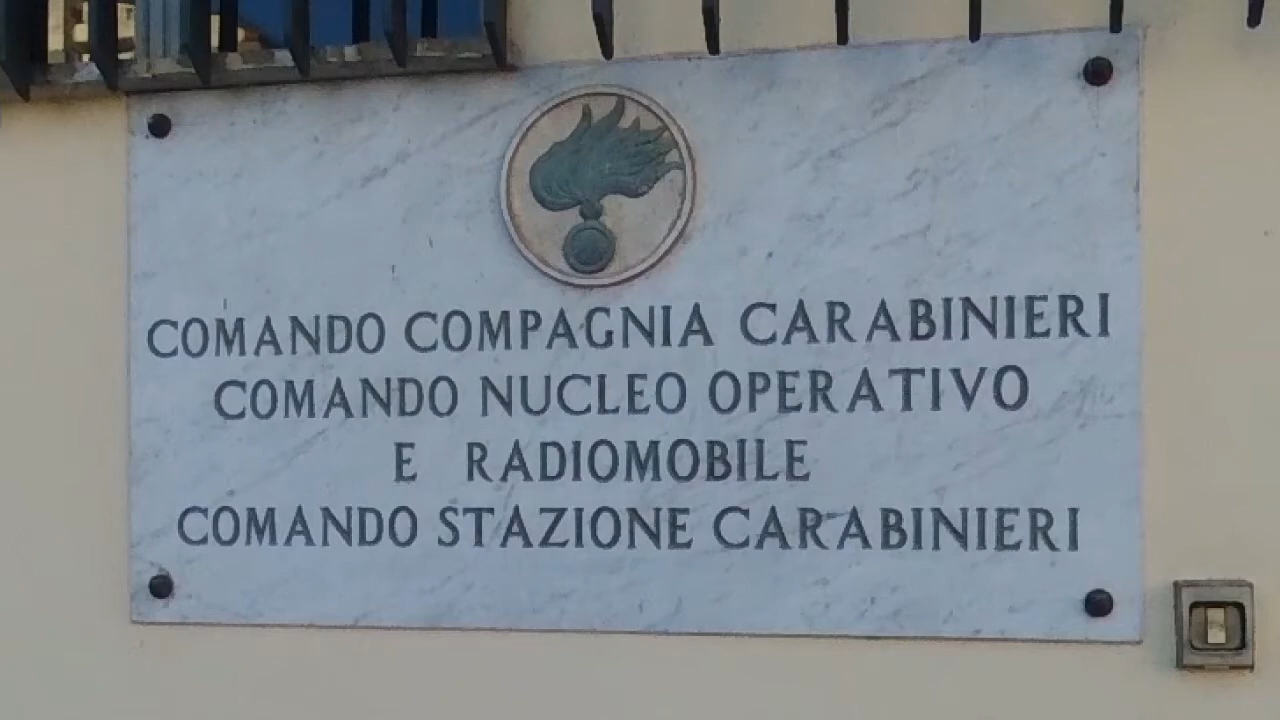 COMANDO COMPAGNIA CARABINIERI
COMANDO NUCLEO OPERATIVO
E RADIOMOBILE
COMANDO STAZIONE CARABINIERI